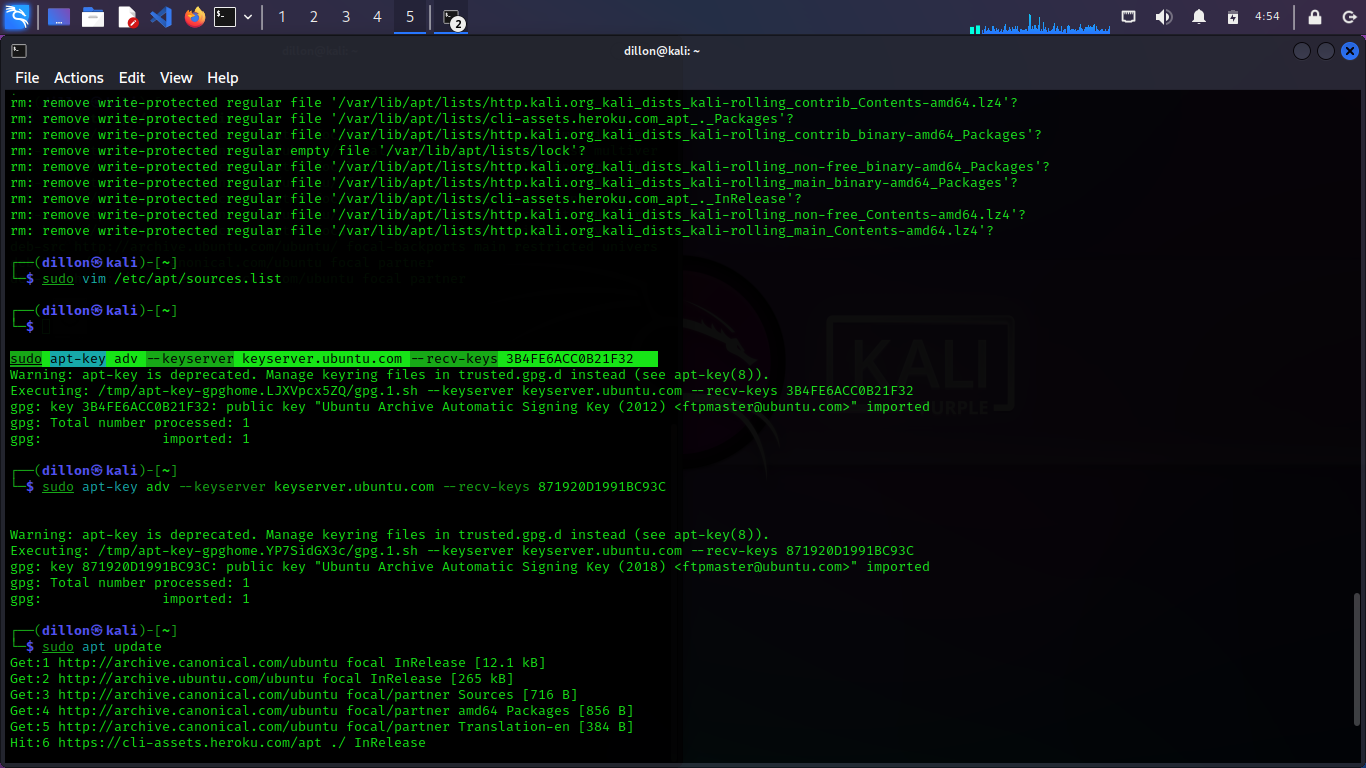 1 2 3 4 5 2 4:54
dillon@kali: ~
File Actions Edit View Help
rm: remove write-protected regular file '/var/lib/apt/lists/http.kali.org_kali_dists_kali-rolling_contrib_Contents-amd64.lz4'?
rm: remove write-protected regular file '/var/lib/apt/lists/cli-assets.heroku.com_apt_._Packages'?
rm: remove write-protected regular file '/var/lib/apt/lists/http.kali.org_kali_dists_kali-rolling_contrib_binary-amd64_Packages'?
rm: remove write-protected regular empty file '/var/lib/apt/lists/lock'?
rm: remove write-protected regular file '/var/lib/apt/lists/http.kali.org_kali_dists_kali-rolling_non-free_binary-amd64_Packages'?
rm: remove write-protected regular file '/var/lib/apt/lists/http.kali.org_kali_dists_kali-rolling_main_binary-amd64_Packages'?
rm: remove write-protected regular file '/var/lib/apt/lists/cli-assets.heroku.com_apt_._InRelease'?
rm: remove write-protected regular file '/var/lib/apt/lists/http.kali.org_kali_dists_kali-rolling_non-free_Contents-amd64.lz4'?
rm: remove write-protected regular file '/var/lib/apt/lists/http.kali.org_kali_dists_kali-rolling_main_Contents-amd64.lz4'?
┌──(dillon㉿kali)-[~]
└─$ sudo vim /etc/apt/sources.list
┌──(dillon㉿kali)-[~]
└─$
sudo apt-key adv --keyserver keyserver.ubuntu.com --recv-keys 3B4FE6ACC0B21F32
Warning: apt-key is deprecated. Manage keyring files in trusted.gpg.d instead (see apt-key(8)).
Executing: /tmp/apt-key-gpghome.LJXVpcx5ZQ/gpg.1.sh --keyserver keyserver.ubuntu.com --recv-keys 3B4FE6ACC0B21F32
gpg: key 3B4FE6ACC0B21F32: public key "Ubuntu Archive Automatic Signing Key (2012) <ftpmaster@ubuntu.com>" imported
gpg: Total number processed: 1
gpg:               imported: 1
┌──(dillon㉿kali)-[~]
└─$ sudo apt-key adv --keyserver keyserver.ubuntu.com --recv-keys 871920D1991BC93C
Warning: apt-key is deprecated. Manage keyring files in trusted.gpg.d instead (see apt-key(8)).
Executing: /tmp/apt-key-gpghome.YP7SidGX3c/gpg.1.sh --keyserver keyserver.ubuntu.com --recv-keys 871920D1991BC93C
gpg: key 871920D1991BC93C: public key "Ubuntu Archive Automatic Signing Key (2018) <ftpmaster@ubuntu.com>" imported
gpg: Total number processed: 1
gpg:               imported: 1
┌──(dillon㉿kali)-[~]
└─$ sudo apt update
Get:1 http://archive.canonical.com/ubuntu focal InRelease [12.1 kB]
Get:2 http://archive.ubuntu.com/ubuntu focal InRelease [265 kB]
Get:3 http://archive.canonical.com/ubuntu focal/partner Sources [716 B]
Get:4 http://archive.canonical.com/ubuntu focal/partner amd64 Packages [856 B]
Get:5 http://archive.canonical.com/ubuntu focal/partner Translation-en [384 B]
Hit:6 https://cli-assets.heroku.com/apt ./ InRelease
KALI
PURPLE